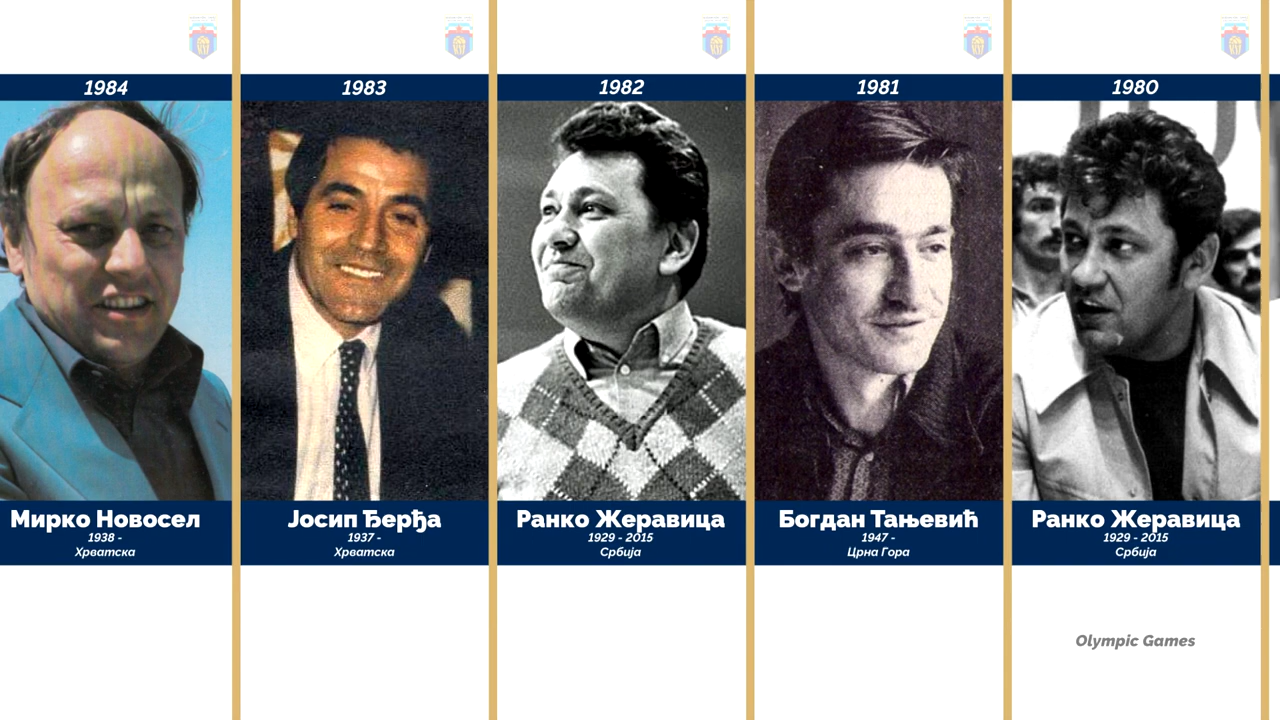 1984
1983
1982
1981
1980
Мирко Новосел
1938 -
Хрватска
Јосип Ђерђа
1937 -
Хрватска
Ранко Жеравица
1929 - 2015
Србија
Богдан Тањевић
1947 -
Црна Гора
Ранко Жеравица
1929 - 2015
Србија
Olympic Games